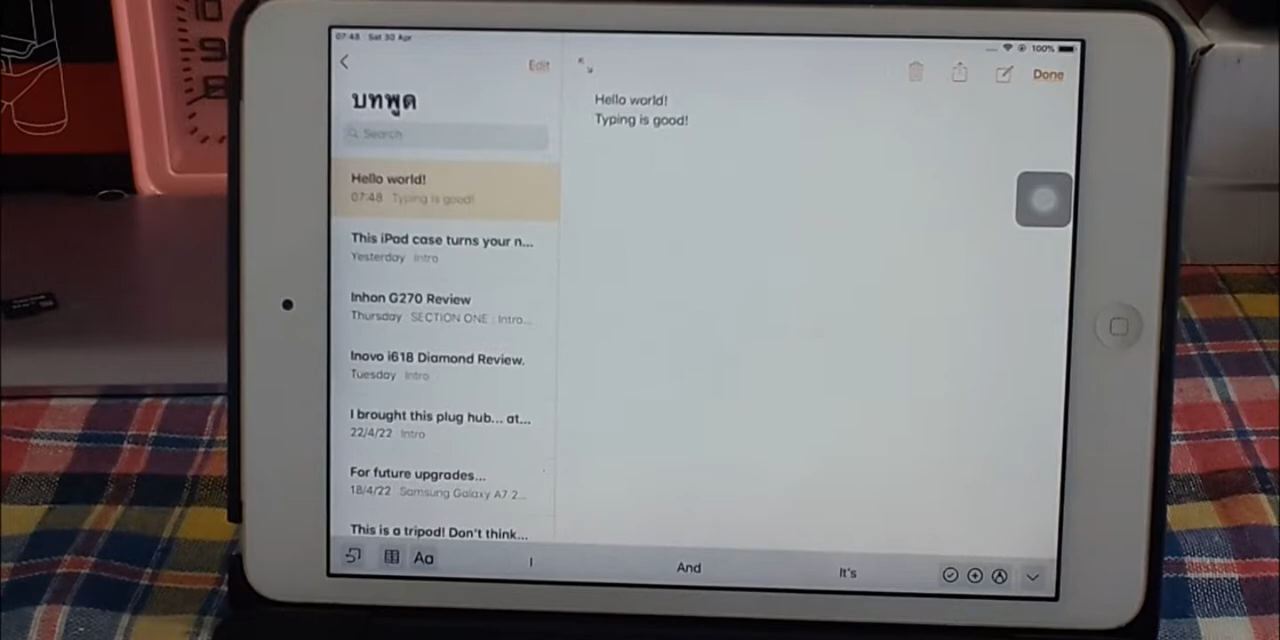 10
9
8
07:48 Sat 30 Apr
100%
Edit
Done
บทพูด
Search
Hello world!
07:48 Typing is good!
This iPad case turns your n...
Yesterday Intro
Inhon G270 Review
Thursday SECTION ONE : Intro...
Inovo i618 Diamond Review.
Tuesday Intro
I brought this plug hub... at...
22/4/22 Intro
For future upgrades...
18/4/22 Samsung Galaxy A7 2...
This is a tripod! Don't think...
Hello world!
Typing is good!
Aa
I
And
It's